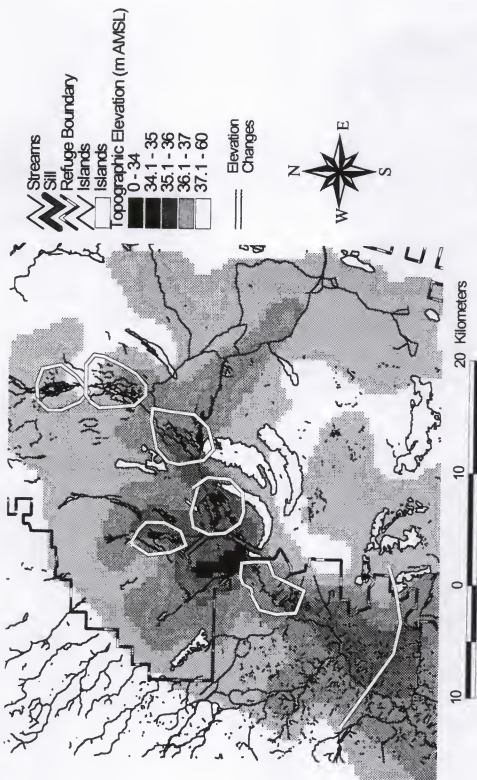 Streams
Sill
Refuge Boundary
Islands
Islands
Topographic Elevation (m AMSL)
0 - 34
34.1 - 35
35.1 - 36
36.1 - 37
37.1 - 60
Elevation
Changes
N
W
E
S
10
0
10
20
Kilometers